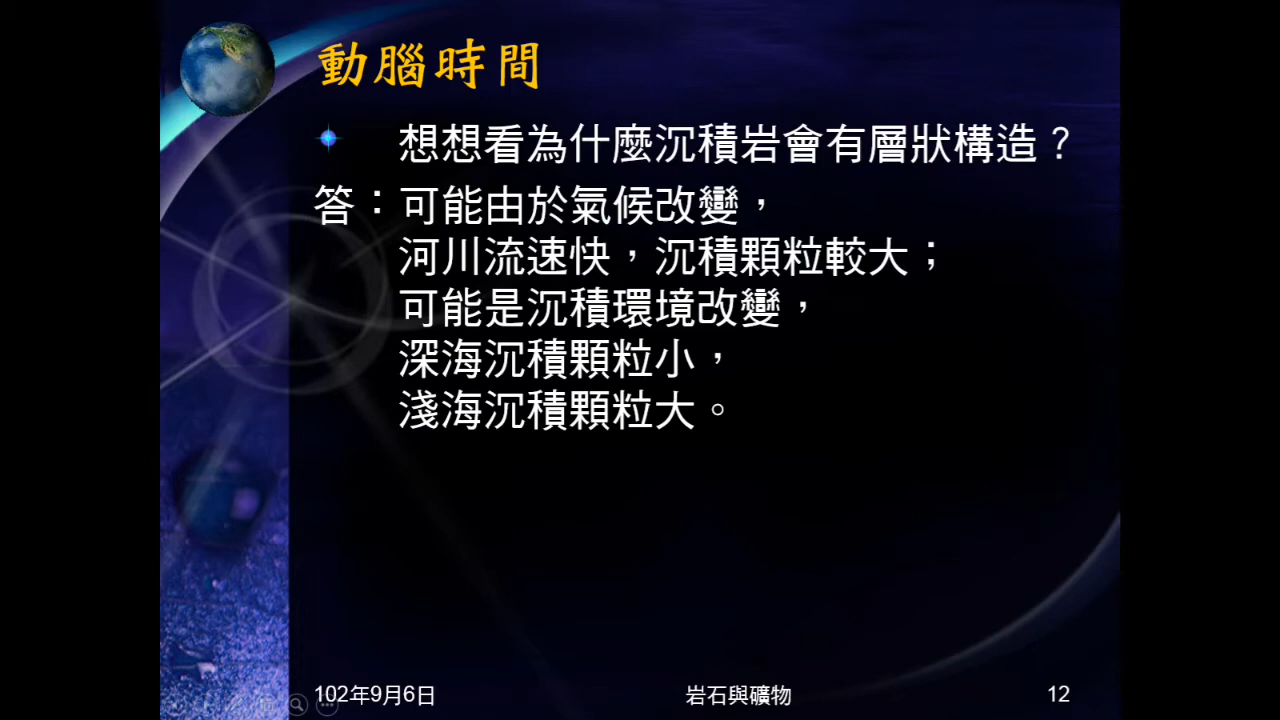 動腦時間
想想看為什麼沉積岩會有層狀構造？
答：可能由於氣候改變，
河川流速快，沉積顆粒較大；
可能是沉積環境改變，
深海沉積顆粒小，
淺海沉積顆粒大。
102年9月6日
岩石與礦物
12